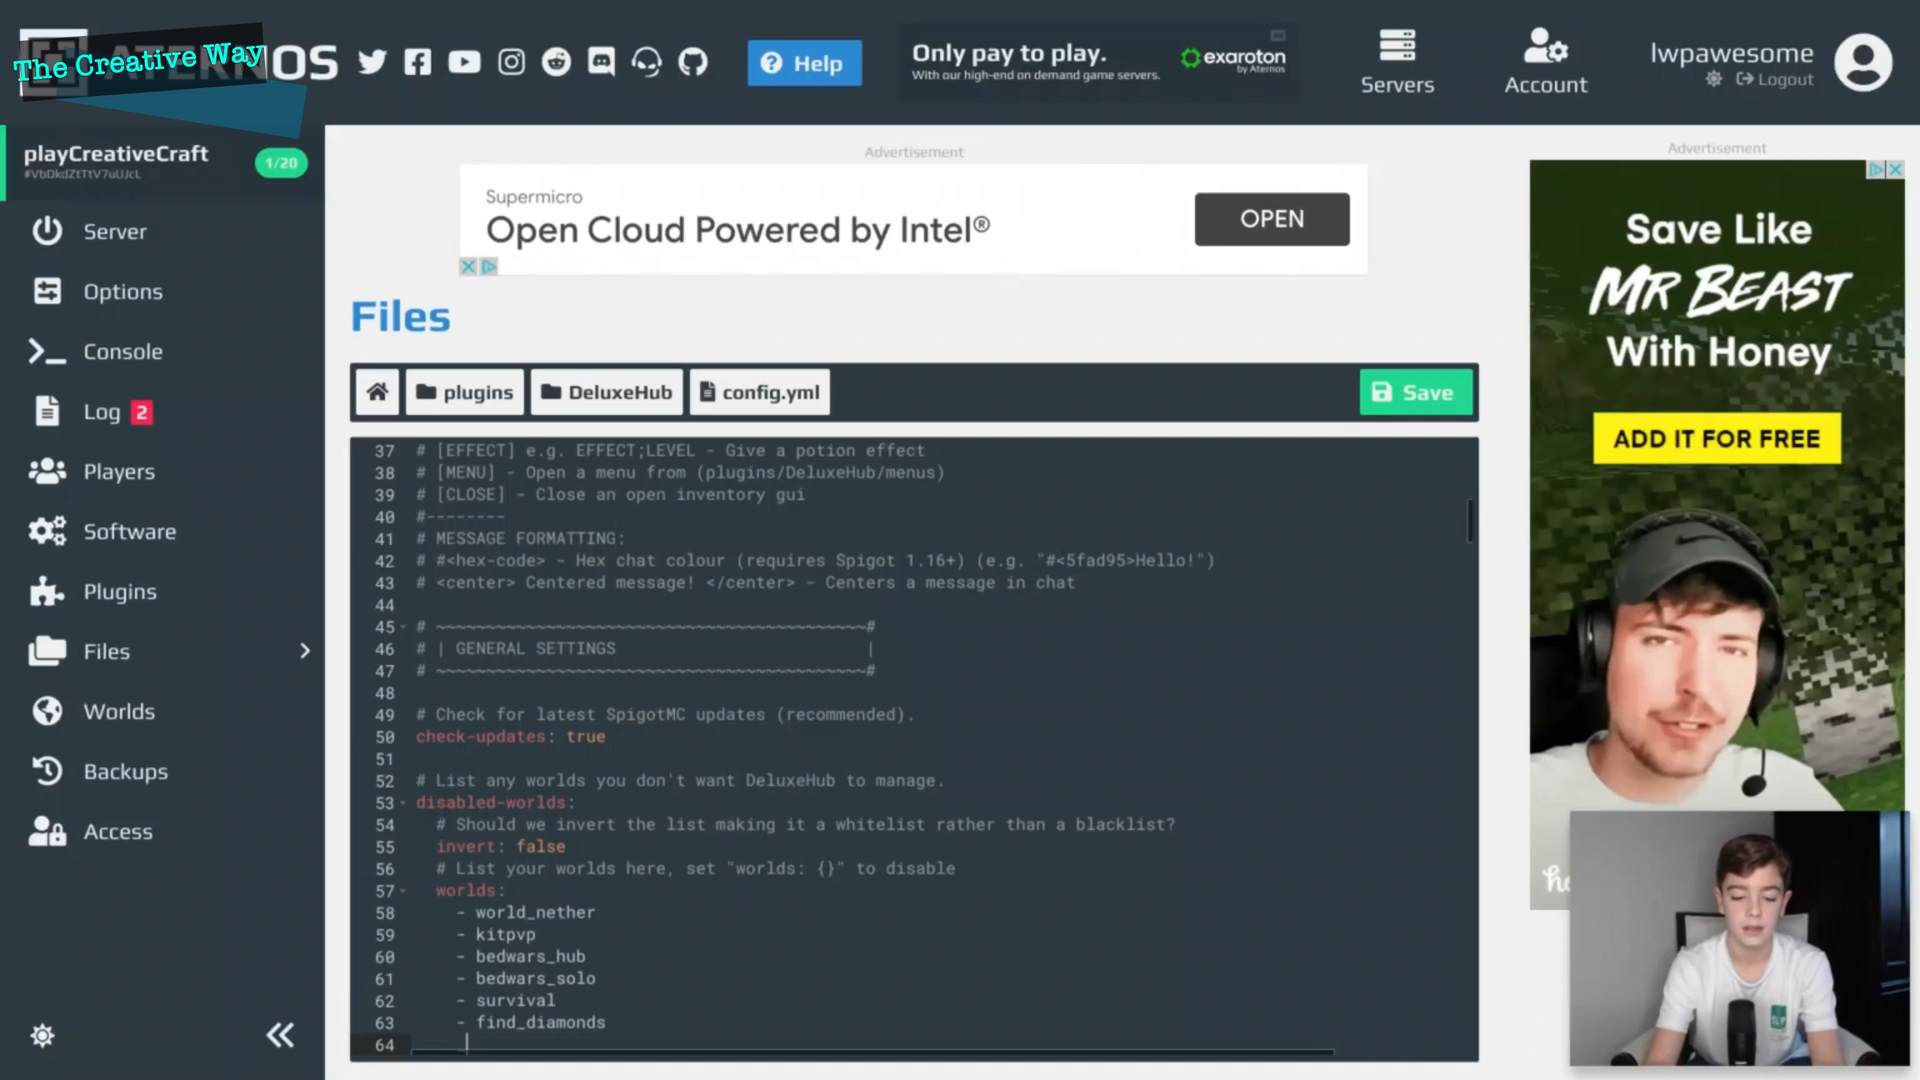 The Creative Way
OS
Help
Only pay to play.
With our high-end on demand game servers.
exaroton
by Aternos
Ad
Servers
Account
lwpawesome
Logout
playCreativeCraft
1/20
Server
Options
Console
Log 2
Players
Software
Plugins
Files
Worlds
Backups
Access
Advertisement
Supermicro
Open Cloud Powered by Intel®
OPEN
Files
plugins
DeluxeHub
config.yml
Save
37 # [EFFECT] e.g. EFFECT;LEVEL - Give a potion effect
38 # [MENU] - Open a menu from (plugins/DeluxeHub/menus)
39 # [CLOSE] - Close an open inventory gui
40 #--------
41 # MESSAGE FORMATTING:
42 # #<hex-code> - Hex chat colour (requires Spigot 1.16+) (e.g. "#<5fad95>Hello!")
43 # <center> Centered message! </center> - Centers a message in chat
44
45 # ~~~~~~~~~~~~~~~~~~~~~~~~~~~~~~~~~~~~~~~~~~~#
46 # | GENERAL SETTINGS |
47 # ~~~~~~~~~~~~~~~~~~~~~~~~~~~~~~~~~~~~~~~~~~~#
48
49 # Check for latest SpigotMC updates (recommended).
50 check-updates: true
51
52 # List any worlds you don't want DeluxeHub to manage.
53 disabled-worlds:
54 # Should we invert the list making it a whitelist rather than a blacklist?
55 invert: false
56 # List your worlds here, set "worlds: {}" to disable
57 worlds:
58 - world_nether
59 - kitpvp
60 - bedwars_hub
61 - bedwars_solo
62 - survival
63 - find_diamonds
64
Advertisement
Save Like
MR BEAST
With Honey
ADD IT FOR FREE